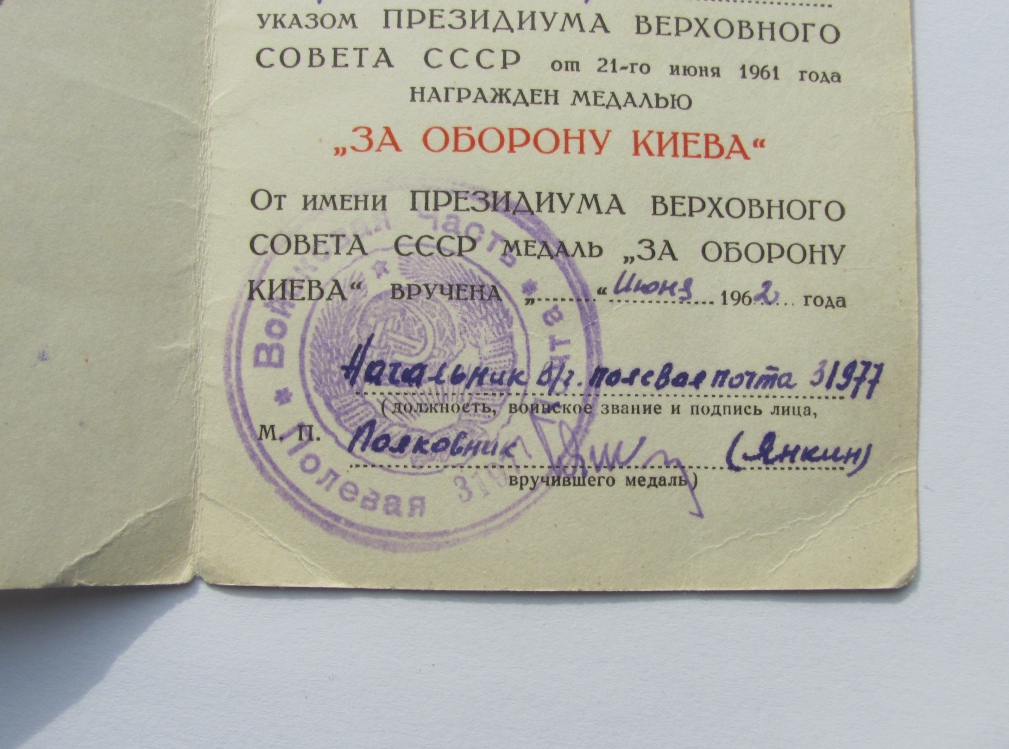 УКАЗОМ ПРЕЗИДИУМА ВЕРХОВНОГО
СОВЕТА СССР от 21-го июня 1961 года
НАГРАЖДЕН МЕДАЛЬЮ
„ЗА ОБОРОНУ КИЕВА“
От имени ПРЕЗИДИУМА ВЕРХОВНОГО
СОВЕТА СССР МЕДАЛЬ „ЗА ОБОРОНУ
КИЕВА“ ВРУЧЕНА „ “ Июня 1962 года
Начальник в/ч. полевая почта 31977
(должность, воинское звание и подпись лица,
М. П. Полковник (Янкин)
вручившего медаль)
Войсковая часть
Полевая почта
31977